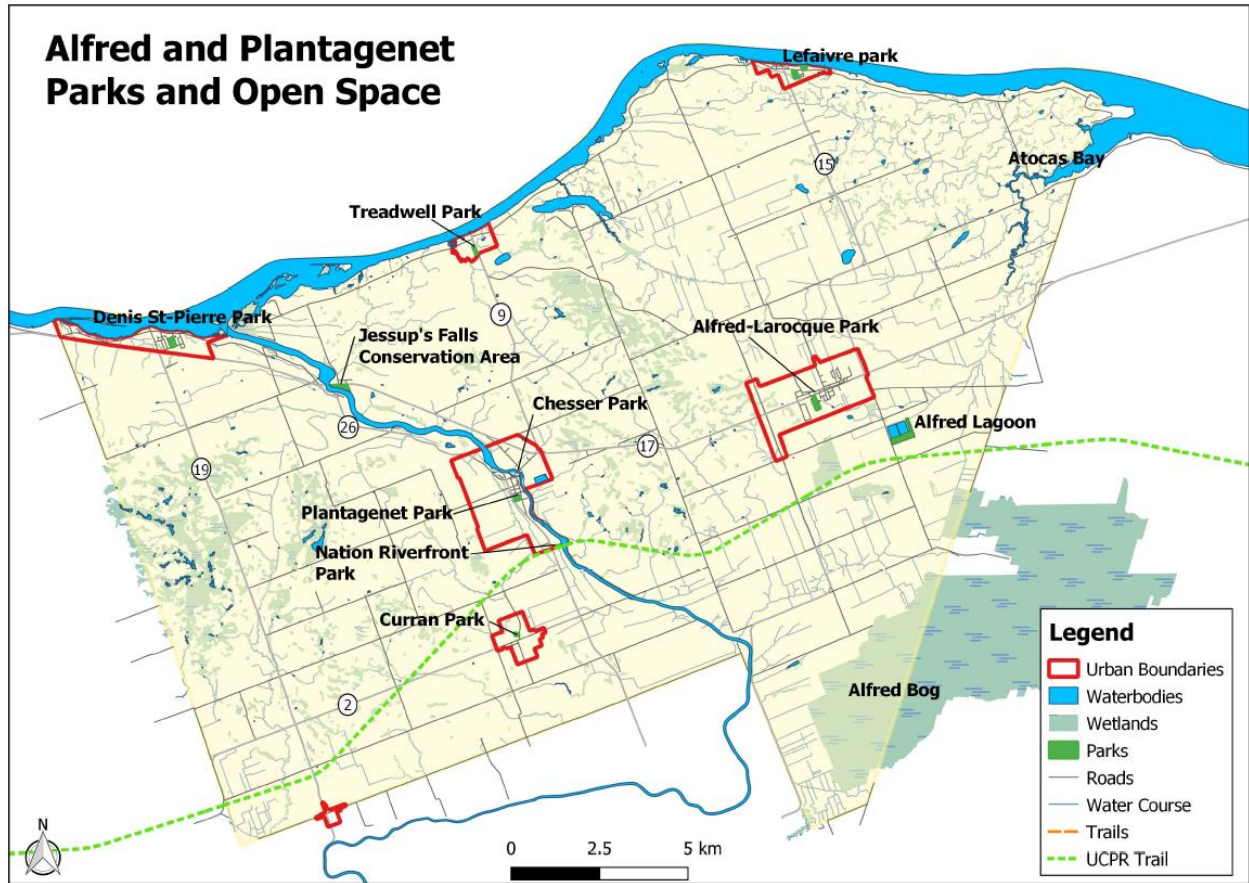 Alfred and Plantagenet
Parks and Open Space
Lefaivre park
Atocas Bay
15
Treadwell Park
9
Denis St-Pierre Park
Jessup's Falls
Conservation Area
Alfred-Larocque Park
Chesser Park
26
17
Alfred Lagoon
19
Plantagenet Park
Nation Riverfront
Park
Curran Park
Alfred Bog
2
Legend
Urban Boundaries
Waterbodies
Wetlands
Parks
Roads
Water Course
Trails
UCPR Trail
N
0 2.5 5 km